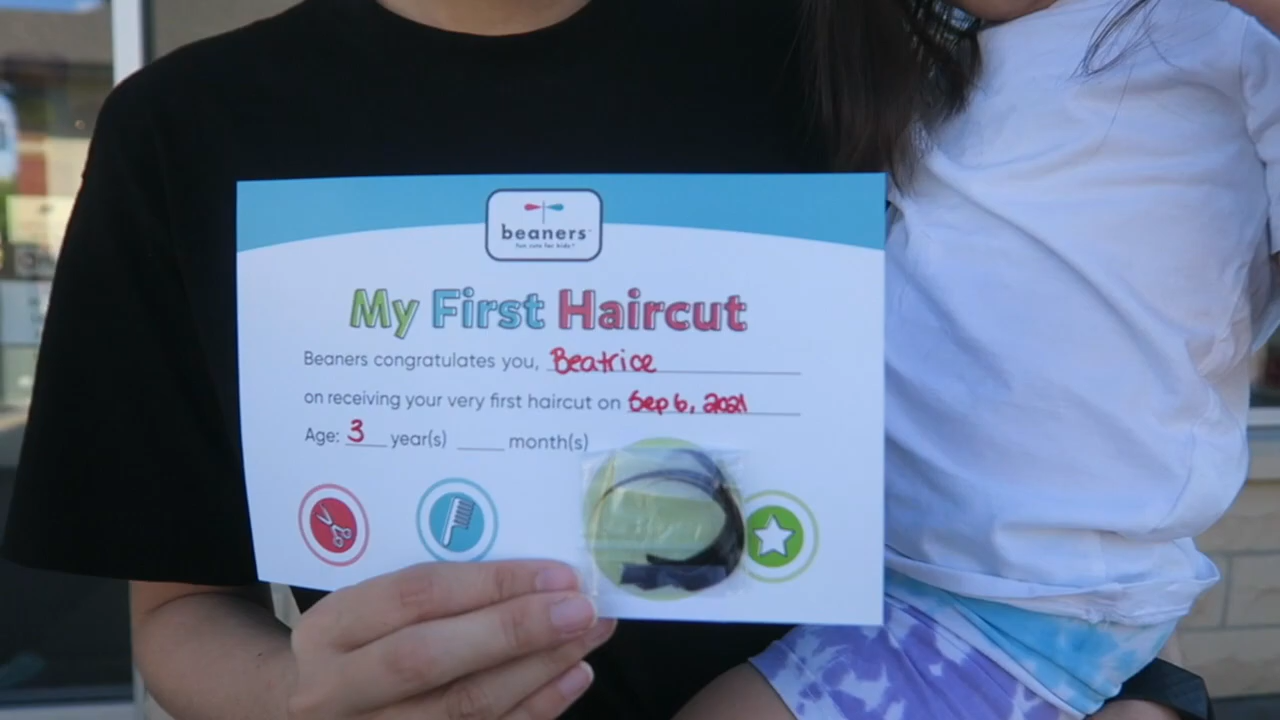 beaners
fun cuts for kids
My First Haircut
Beaners congratulates you, Beatrice
on receiving your very first haircut on Sep 6, 2021
Age: 3 year(s) ____ month(s)